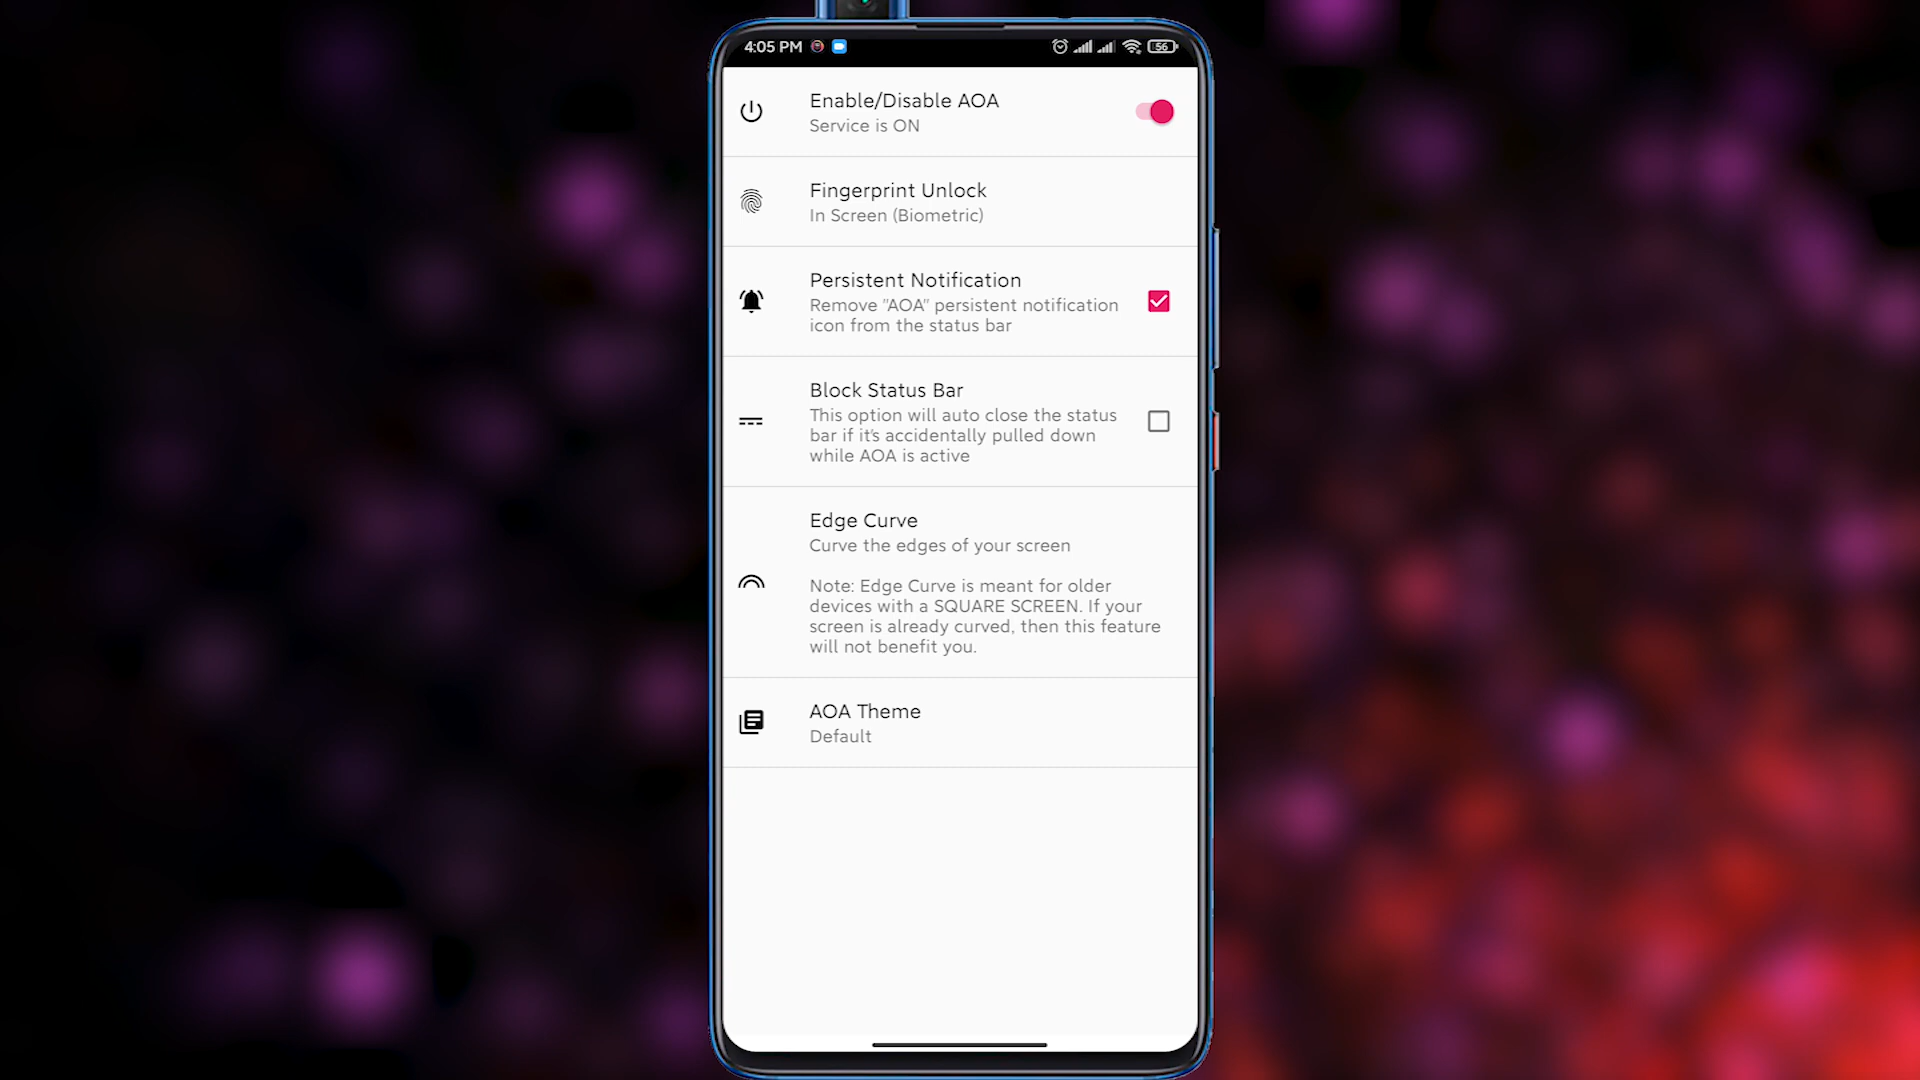 4:05 PM
56
Enable/Disable AOA
Service is ON
Fingerprint Unlock
In Screen (Biometric)
Persistent Notification
Remove "AOA" persistent notification
icon from the status bar
Block Status Bar
This option will auto close the status
bar if it's accidentally pulled down
while AOA is active
Edge Curve
Curve the edges of your screen
Note: Edge Curve is meant for older
devices with a SQUARE SCREEN. If your
screen is already curved, then this feature
will not benefit you.
AOA Theme
Default